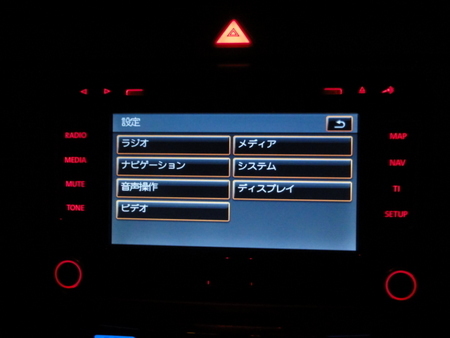 設定
RADIO
MEDIA
MUTE
TONE
ラジオ
メディア
ナビゲーション
システム
音声操作
ディスプレイ
ビデオ
MAP
NAV
TI
SETUP